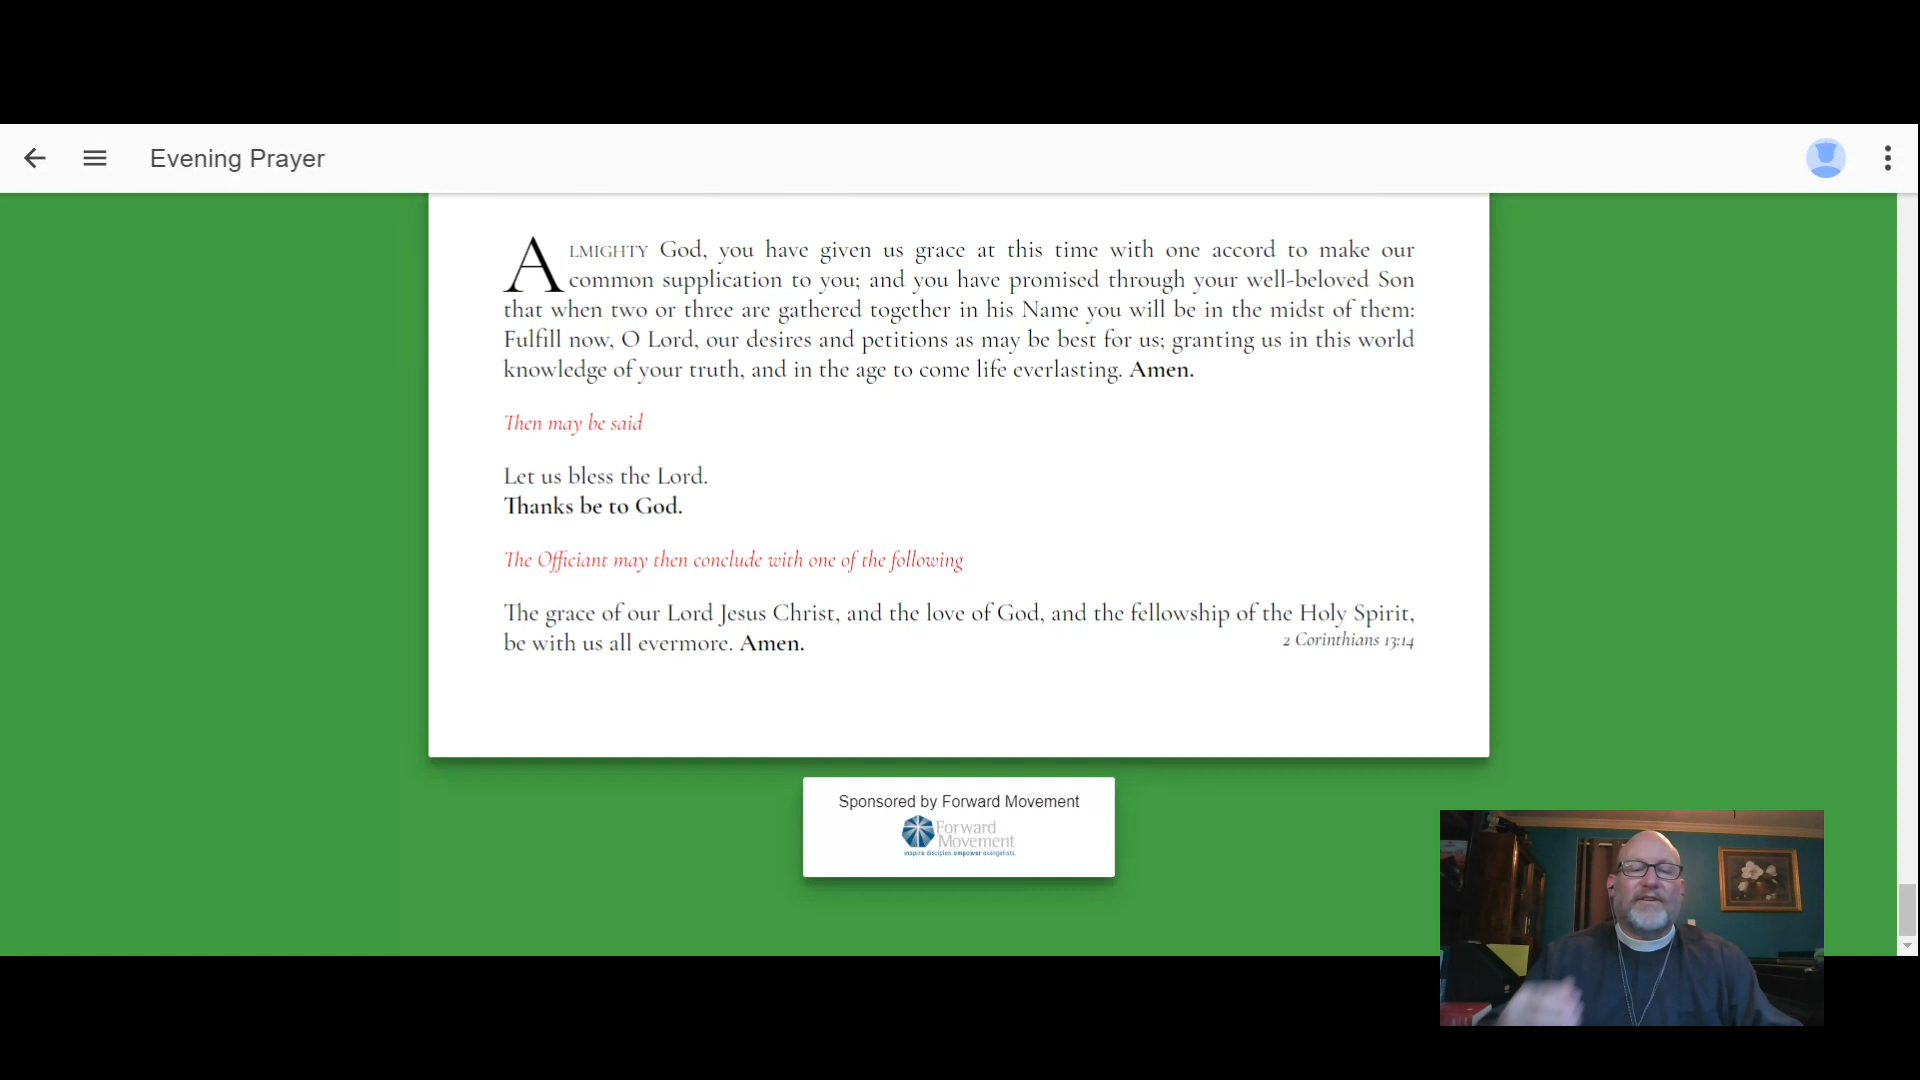 Evening Prayer
ALMIGHTY God, you have given us grace at this time with one accord to make our
common supplication to you; and you have promised through your well-beloved Son
that when two or three are gathered together in his Name you will be in the midst of them:
Fulfill now, O Lord, our desires and petitions as may be best for us; granting us in this world
knowledge of your truth, and in the age to come life everlasting. Amen.
Then may be said
Let us bless the Lord.
Thanks be to God.
The Officiant may then conclude with one of the following
The grace of our Lord Jesus Christ, and the love of God, and the fellowship of the Holy Spirit,
be with us all evermore. Amen.
2 Corinthians 13:14
Sponsored by Forward Movement
Forward
Movement
inspire disciples. empower evangelists.